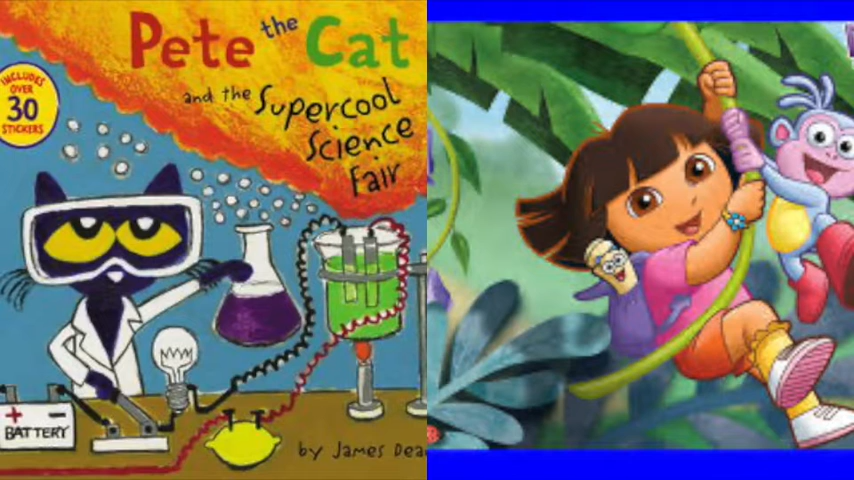 Pete the Cat
and the Supercool
Science
Fair
INCLUDES
OVER
30
STICKERS
+ -
BATTERY
by James Dea